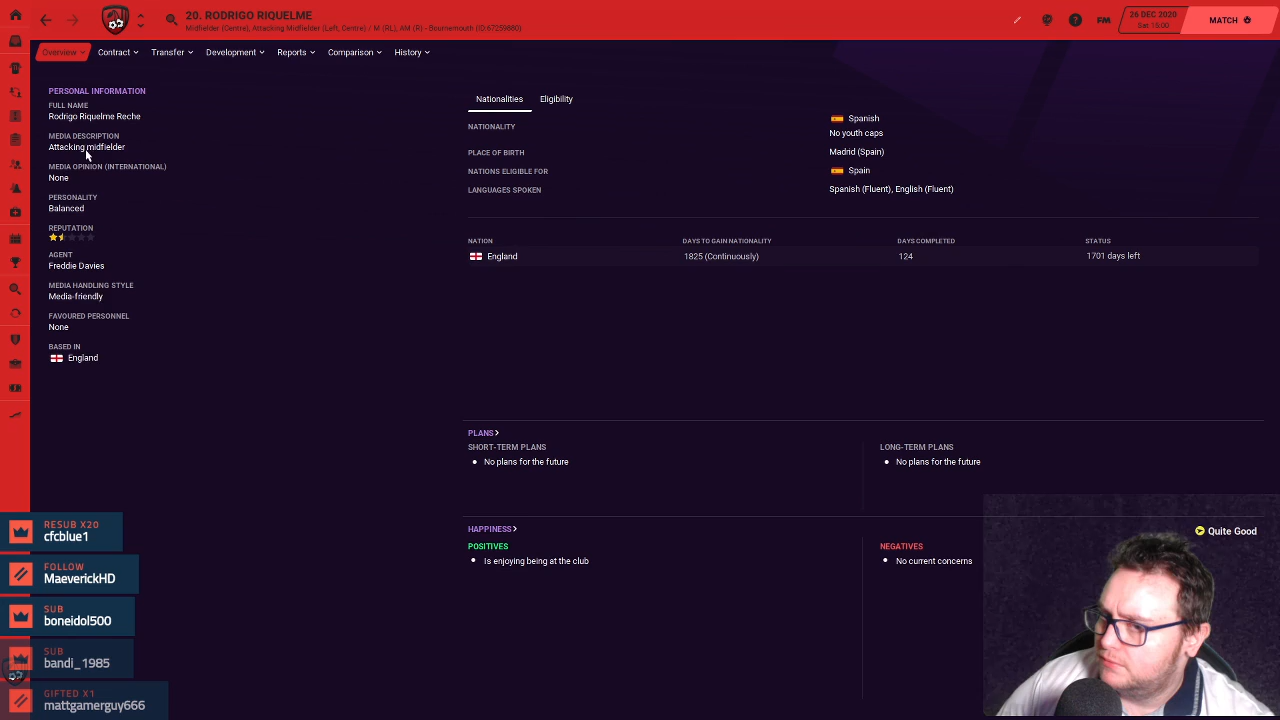 20. RODRIGO RIQUELME
Midfielder (Centre), Attacking Midfielder (Left, Centre) / M (RL), AM (R) - Bournemouth (ID:67259880)
FM
26 DEC 2020
Sat 15:00
MATCH
Overview
Contract
Transfer
Development
Reports
Comparison
History
PERSONAL INFORMATION
FULL NAME
Rodrigo Riquelme Reche
MEDIA DESCRIPTION
Attacking midfielder
MEDIA OPINION (INTERNATIONAL)
None
PERSONALITY
Balanced
REPUTATION
AGENT
Freddie Davies
MEDIA HANDLING STYLE
Media-friendly
FAVOURED PERSONNEL
None
BASED IN
England
Nationalities
Eligibility
NATIONALITY
Spanish
No youth caps
PLACE OF BIRTH
Madrid (Spain)
NATIONS ELIGIBLE FOR
Spain
LANGUAGES SPOKEN
Spanish (Fluent), English (Fluent)
NATION
DAYS TO GAIN NATIONALITY
DAYS COMPLETED
STATUS
England
1825 (Continuously)
124
1701 days left
PLANS
SHORT-TERM PLANS
No plans for the future
LONG-TERM PLANS
No plans for the future
HAPPINESS
Quite Good
POSITIVES
Is enjoying being at the club
NEGATIVES
No current concerns
RESUB X20
cfcblue1
FOLLOW
MaeverickHD
SUB
boneidol500
SUB
bandi_1985
GIFTED X1
mattgamerguy666